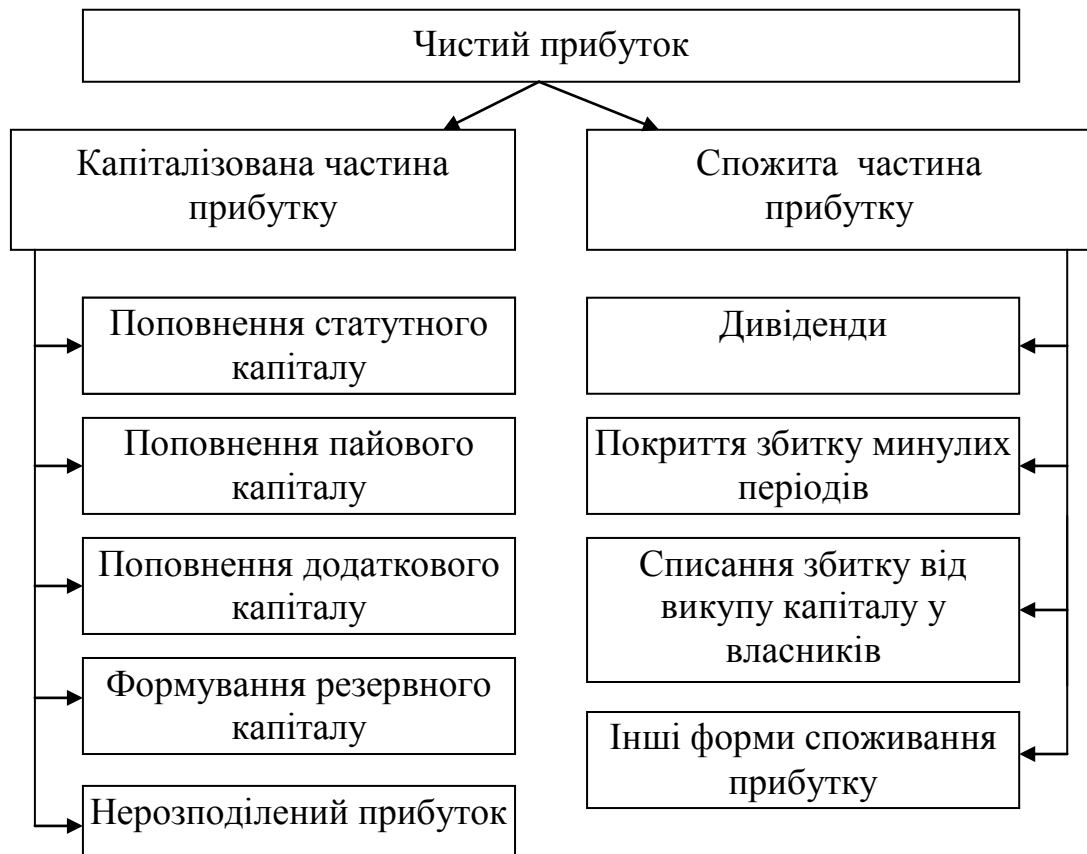 Чистий прибуток
Капіталізована частина
прибутку
Спожита частина
прибутку
Поповнення статутного
капіталу
Поповнення пайового
капіталу
Поповнення додаткового
капіталу
Формування резервного
капіталу
Нерозподілений прибуток
Дивіденди
Покриття збитку минулих
періодів
Списання збитку від
викупу капіталу у
власників
Інші форми споживання
прибутку